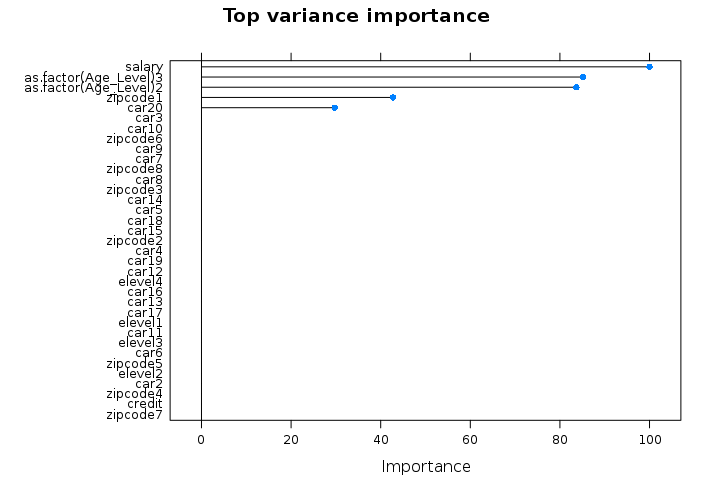 Top variance importance
salary
as.factor(Age_Level)3
as.factor(Age_Level)2
zipcode1
car20
car3
car10
zipcode6
car9
car7
zipcode8
car8
zipcode3
car14
car5
car18
car15
zipcode2
car4
car19
car12
elevel4
car16
car13
car17
elevel1
car11
elevel3
car6
zipcode5
elevel2
car2
zipcode4
credit
zipcode7
0 20 40 60 80 100
Importance